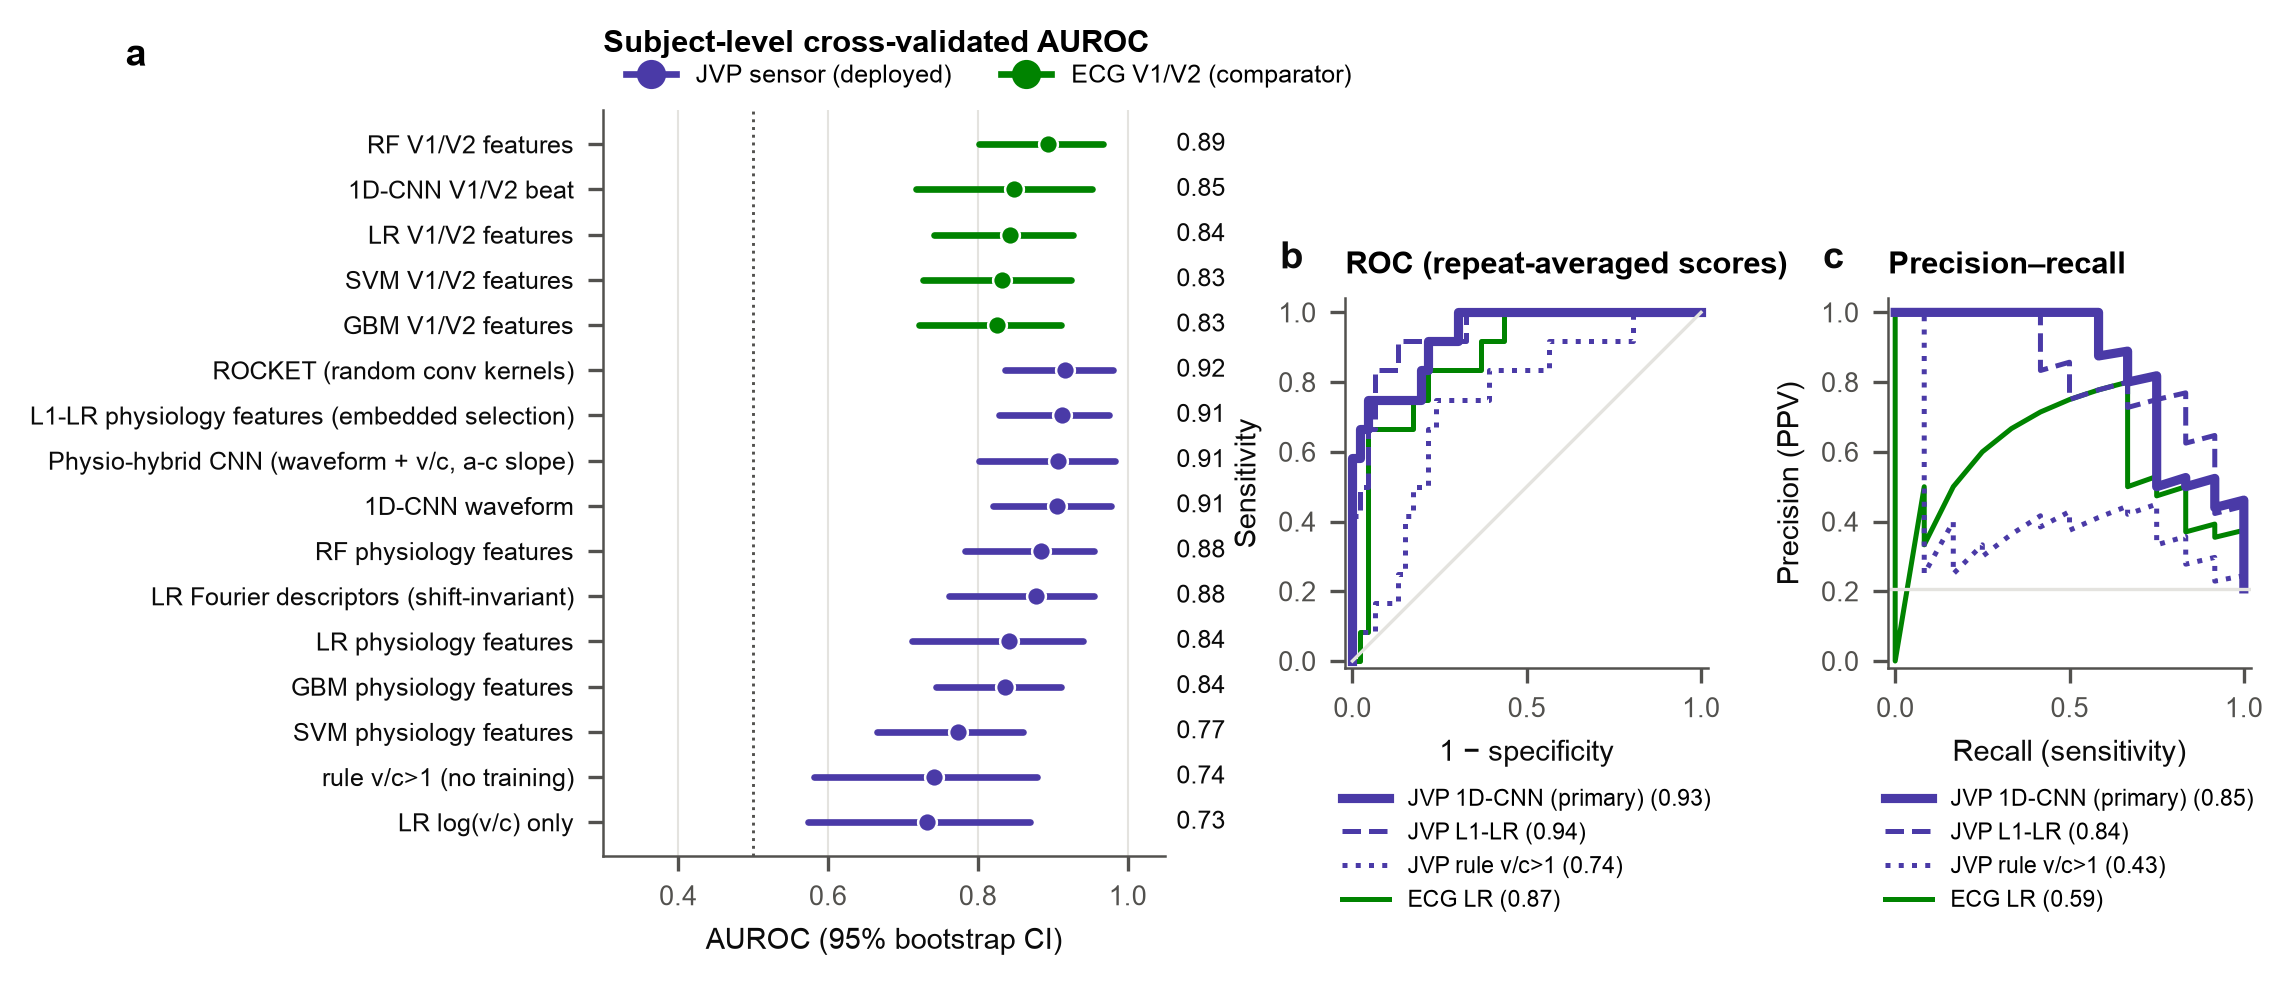 a
Subject-level cross-validated AUROC
JVP sensor (deployed)
ECG V1/V2 (comparator)
RF V1/V2 features 0.89
1D-CNN V1/V2 beat 0.85
LR V1/V2 features 0.84
SVM V1/V2 features 0.83
GBM V1/V2 features 0.83
ROCKET (random conv kernels) 0.92
L1-LR physiology features (embedded selection) 0.91
Physio-hybrid CNN (waveform + v/c, a-c slope) 0.91
1D-CNN waveform 0.91
RF physiology features 0.88
LR Fourier descriptors (shift-invariant) 0.88
LR physiology features 0.84
GBM physiology features 0.84
SVM physiology features 0.77
rule v/c>1 (no training) 0.74
LR log(v/c) only 0.73
0.4 0.6 0.8 1.0
AUROC (95% bootstrap CI)
b
ROC (repeat-averaged scores)
Sensitivity
1.0
0.8
0.6
0.4
0.2
0.0
0.0 0.5 1.0
1 − specificity
JVP 1D-CNN (primary) (0.93)
JVP L1-LR (0.94)
JVP rule v/c>1 (0.74)
ECG LR (0.87)
c
Precision–recall
Precision (PPV)
1.0
0.8
0.6
0.4
0.2
0.0
0.0 0.5 1.0
Recall (sensitivity)
JVP 1D-CNN (primary) (0.85)
JVP L1-LR (0.84)
JVP rule v/c>1 (0.43)
ECG LR (0.59)